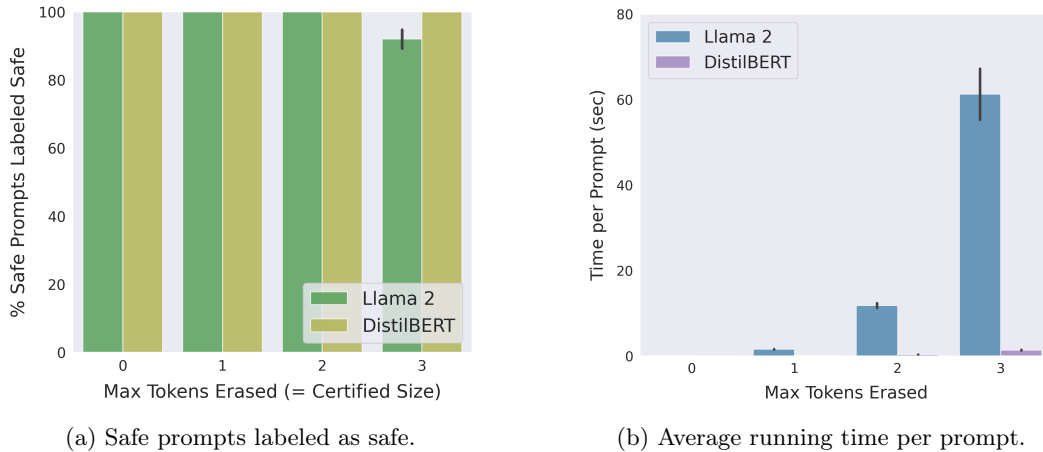 100
80
60
40
20
0
% Safe Prompts Labeled Safe
Llama 2
DistilBERT
0 1 2 3
Max Tokens Erased (= Certified Size)
(a) Safe prompts labeled as safe.
80
60
40
20
0
Time per Prompt (sec)
Llama 2
DistilBERT
0 1 2 3
Max Tokens Erased
(b) Average running time per prompt.